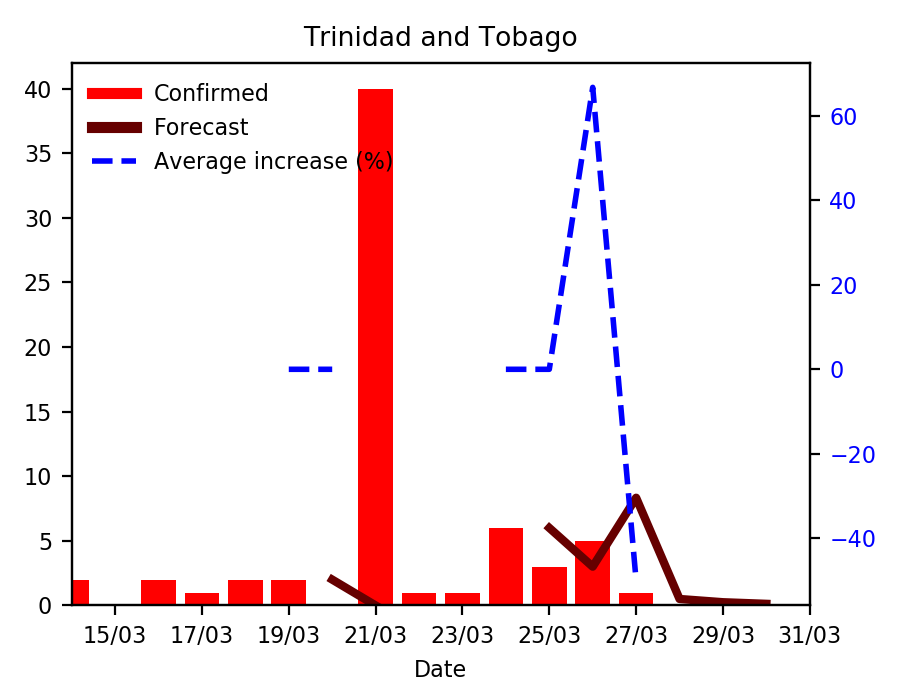 Trinidad and Tobago
Confirmed
Forecast
Average increase (%)
40
35
30
25
20
15
10
5
0
60
40
20
0
−20
−40
15/03 17/03 19/03 21/03 23/03 25/03 27/03 29/03 31/03
Date